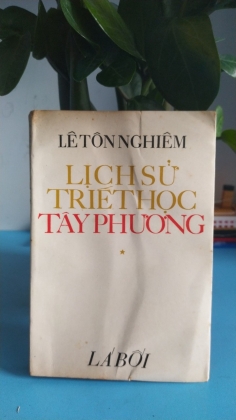 LÊ TÔN NGHIÊM
LỊCH SỬ
TRIẾT HỌC
TÂY PHƯƠNG
*
LÁ BỐI